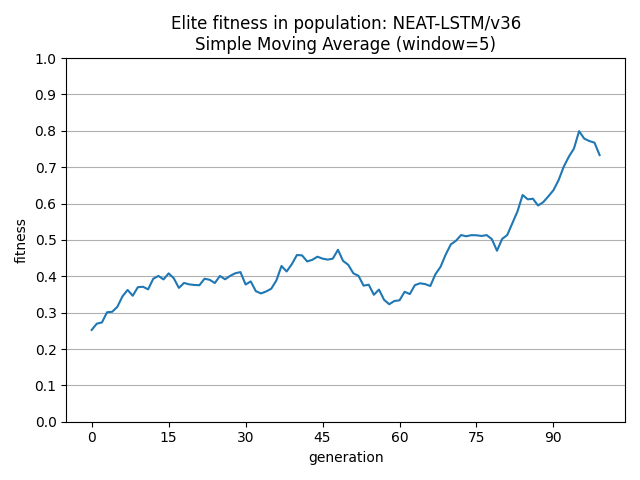 Elite fitness in population: NEAT-LSTM/v36
Simple Moving Average (window=5)
fitness
1.0
0.9
0.8
0.7
0.6
0.5
0.4
0.3
0.2
0.1
0.0
0 15 30 45 60 75 90
generation